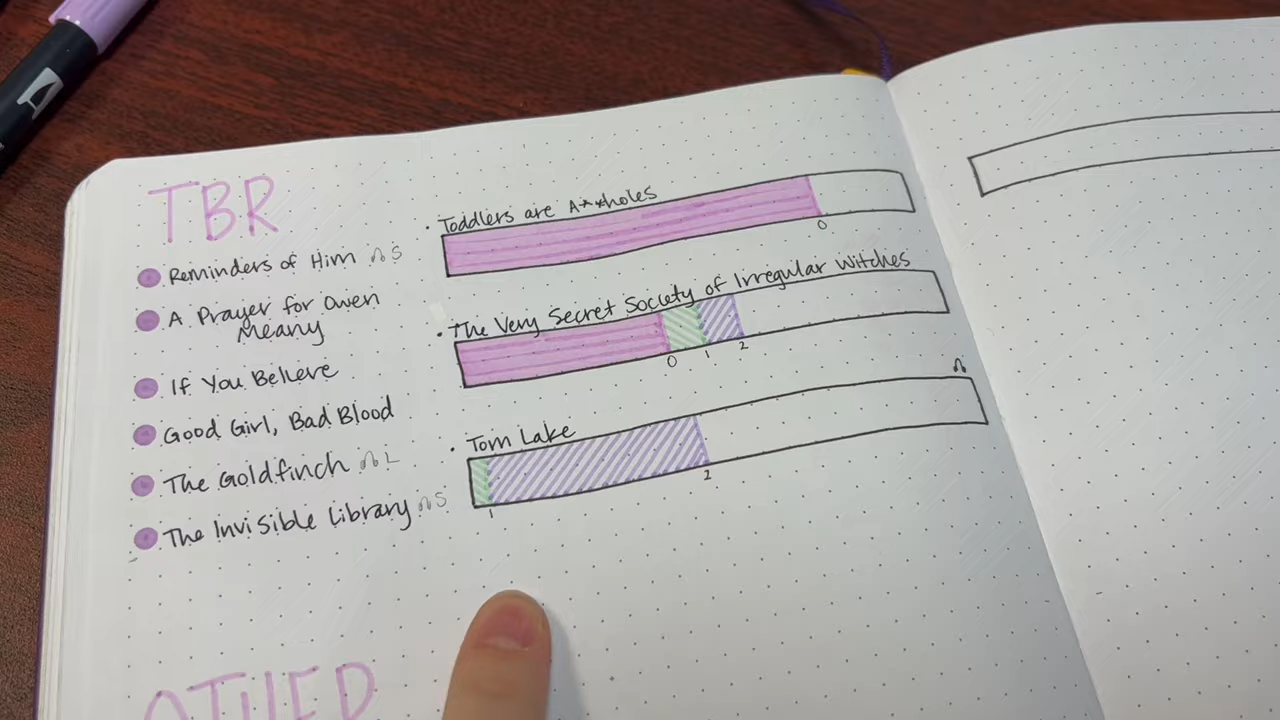 TBR
Reminders of Him S
A Prayer for Owen
Meany
If You Believe
Good Girl, Bad Blood
The Goldfinch L
The Invisible Library S
OTHER
Toddlers are A**holes
0
The Very Secret Society of Irregular Witches
0 1 2
Tom Lake
1 2